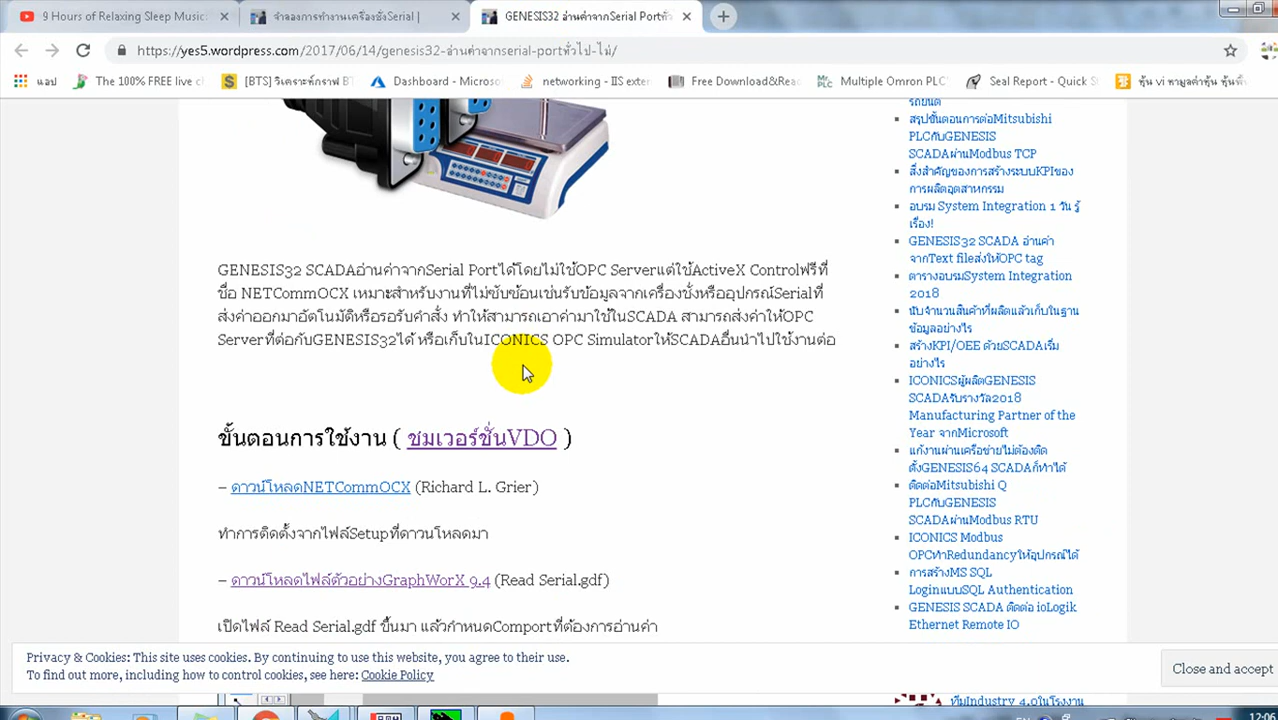 9 Hours of Relaxing Sleep Music
จำลองการทำงานเครื่องชั่งSerial |
GENESIS32 อ่านค่าจากSerial Portทั่ว
https://yes5.wordpress.com/2017/06/14/genesis32-อ่านค่าจากserial-portทั่วไป-ไม่/
แอป
The 100% FREE live c
[BTS] วิเคราะห์กราฟ BT
Dashboard - Microso
networking - IIS exter
Free Download&Rea
Multiple Omron PLC
Seal Report - Quick S
หุ้น vi หามูลค่าหุ้น หุ้นพื้น
รถยนต์
สรุปขั้นตอนการต่อMitsubishi
PLCกับGENESIS
SCADAผ่านModbus TCP
สิ่งสำคัญของการสร้างระบบKPIของ
การผลิตอุตสาหกรรม
อบรม System Integration 1 วัน รู้
เรื่อง!
GENESIS32 SCADA อ่านค่า
จากText fileส่งให้OPC tag
ตารางอบรมSystem Integration
2018
นับจำนวนสินค้าที่ผลิตแล้วเก็บในฐาน
ข้อมูลอย่างไร
สร้างKPI/OEE ด้วยSCADAเริ่ม
อย่างไร
ICONICSผู้ผลิตGENESIS
SCADAรับรางวัล2018
Manufacturing Partner of the
Year จากMicrosoft
แก้งานผ่านเครือข่ายไม่ต้องติด
ตั้งGENESIS64 SCADAก็ทำได้
ติดต่อMitsubishi Q
PLCกับGENESIS
SCADAผ่านModbus RTU
ICONICS Modbus
OPCทำRedundancyให้อุปกรณ์ได้
การสร้างMS SQL
LoginแบบSQL Authentication
GENESIS SCADA ติดต่อ ioLogik
Ethernet Remote IO
ทีมIndustry 4.0ในโรงงาน
GENESIS32 SCADAอ่านค่าจากSerial Portได้โดยไม่ใช้OPC Serverแต่ใช้ActiveX Controlฟรีที่
ชื่อ NETCommOCX เหมาะสำหรับงานที่ไม่ซับซ้อนเช่นรับข้อมูลจากเครื่องชั่งหรืออุปกรณ์Serialที่
ส่งค่าออกมาอัตโนมัติหรือรอรับคำสั่ง ทำให้สามารถเอาค่ามาใช้ในSCADA สามารถส่งค่าให้OPC
Serverที่ต่อกับGENESIS32ได้ หรือเก็บในICONICS OPC Simulatorให้SCADAอื่นนำไปใช้งานต่อ
ขั้นตอนการใช้งาน ( ชมเวอร์ชั่นVDO )
– ดาวน์โหลดNETCommOCX (Richard L. Grier)
ทำการติดตั้งจากไฟล์Setupที่ดาวนโหลดมา
– ดาวน์โหลดไฟล์ตัวอย่างGraphWorX 9.4 (Read Serial.gdf)
เปิดไฟล์ Read Serial.gdf ขึ้นมา แล้วกำหนดComportที่ต้องการอ่านค่า
Privacy & Cookies: This site uses cookies. By continuing to use this website, you agree to their use.
To find out more, including how to control cookies, see here: Cookie Policy
Close and accept
EN
12:06